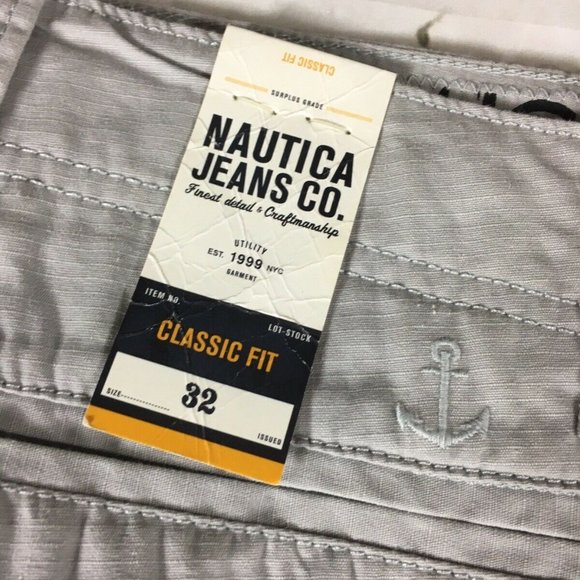 CLASSIC FIT
SURPLUS GRADE
NAUTICA
JEANS CO.
Finest detail & Craftmanship
UTILITY
EST. 1999 NYC
GARMENT
ITEM No.
LOT-STOCK
CLASSIC FIT
32
SIZE..............
ISSUED